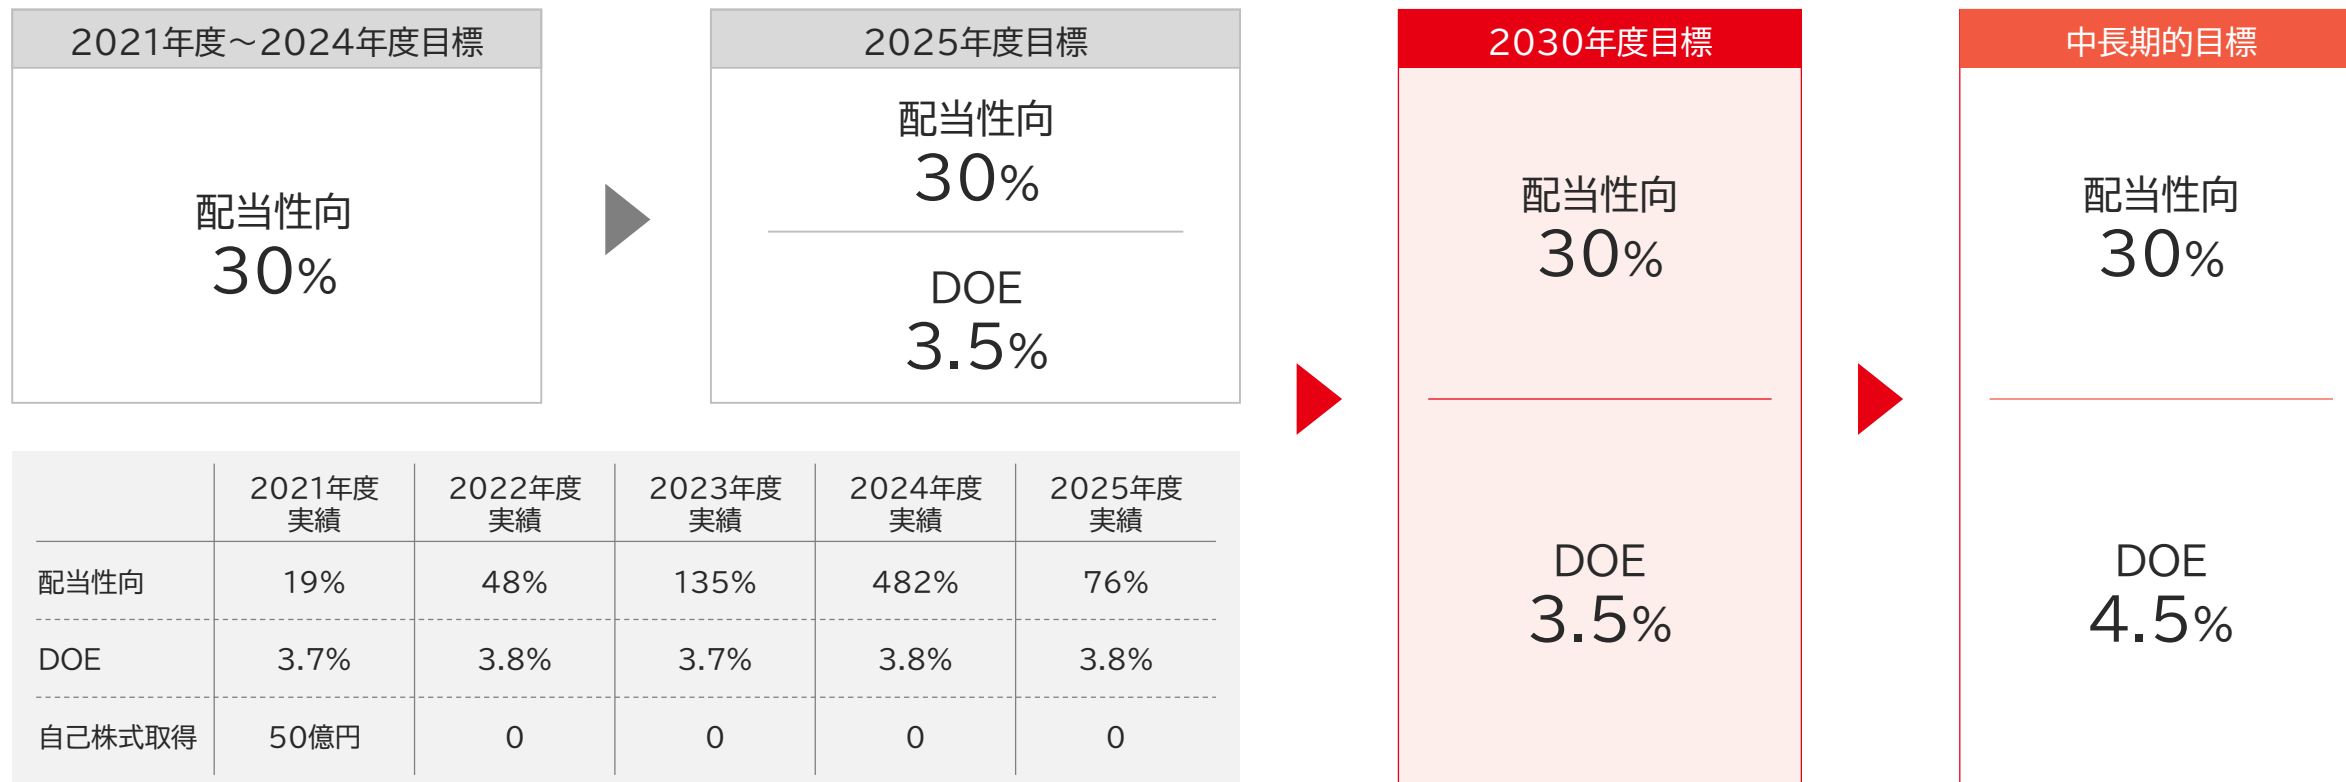 2021年度～2024年度目標
配当性向
30%
2025年度目標
配当性向
30%
DOE
3.5%
2030年度目標
配当性向
30%
DOE
3.5%
中長期的目標
配当性向
30%
DOE
4.5%
2021年度 2022年度 2023年度 2024年度 2025年度
実績 実績 実績 実績 実績
配当性向 19% 48% 135% 482% 76%
DOE 3.7% 3.8% 3.7% 3.8% 3.8%
自己株式取得 50億円 0 0 0 0